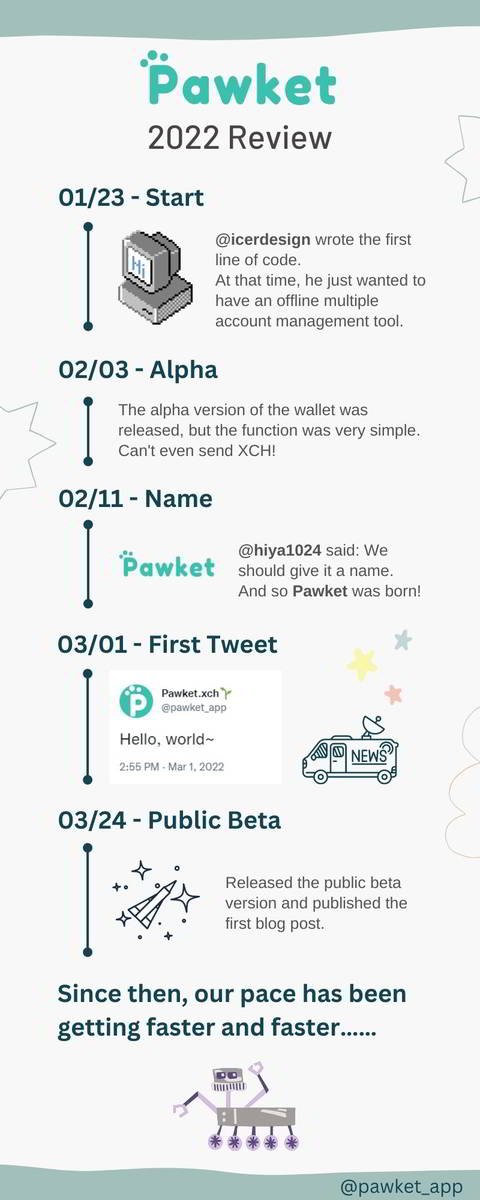 Pawket
2022 Review
01/23 - Start
Hi
@icerdesign wrote the first
line of code.
At that time, he just wanted to
have an offline multiple
account management tool.
02/03 - Alpha
The alpha version of the wallet was
released, but the function was very simple.
Can't even send XCH!
02/11 - Name
Pawket
@hiya1024 said: We
should give it a name.
And so Pawket was born!
03/01 - First Tweet
Pawket.xch🌱
@pawket_app
Hello, world~
2:55 PM - Mar 1, 2022
NEWS
03/24 - Public Beta
Released the public beta
version and published the
first blog post.
Since then, our pace has been
getting faster and faster......
@pawket_app